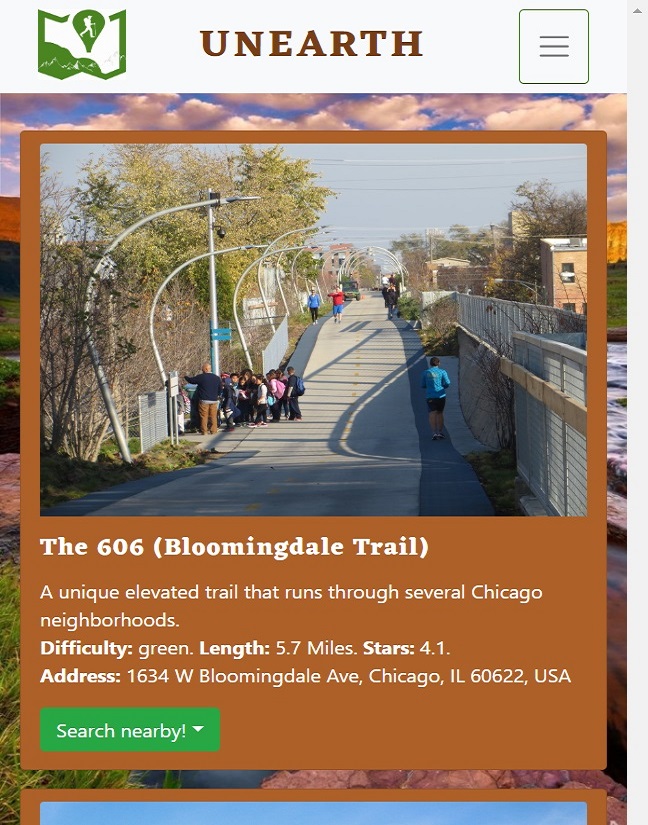 UNEARTH
The 606 (Bloomingdale Trail)
A unique elevated trail that runs through several Chicago
neighborhoods.
Difficulty: green. Length: 5.7 Miles. Stars: 4.1.
Address: 1634 W Bloomingdale Ave, Chicago, IL 60622, USA
Search nearby!